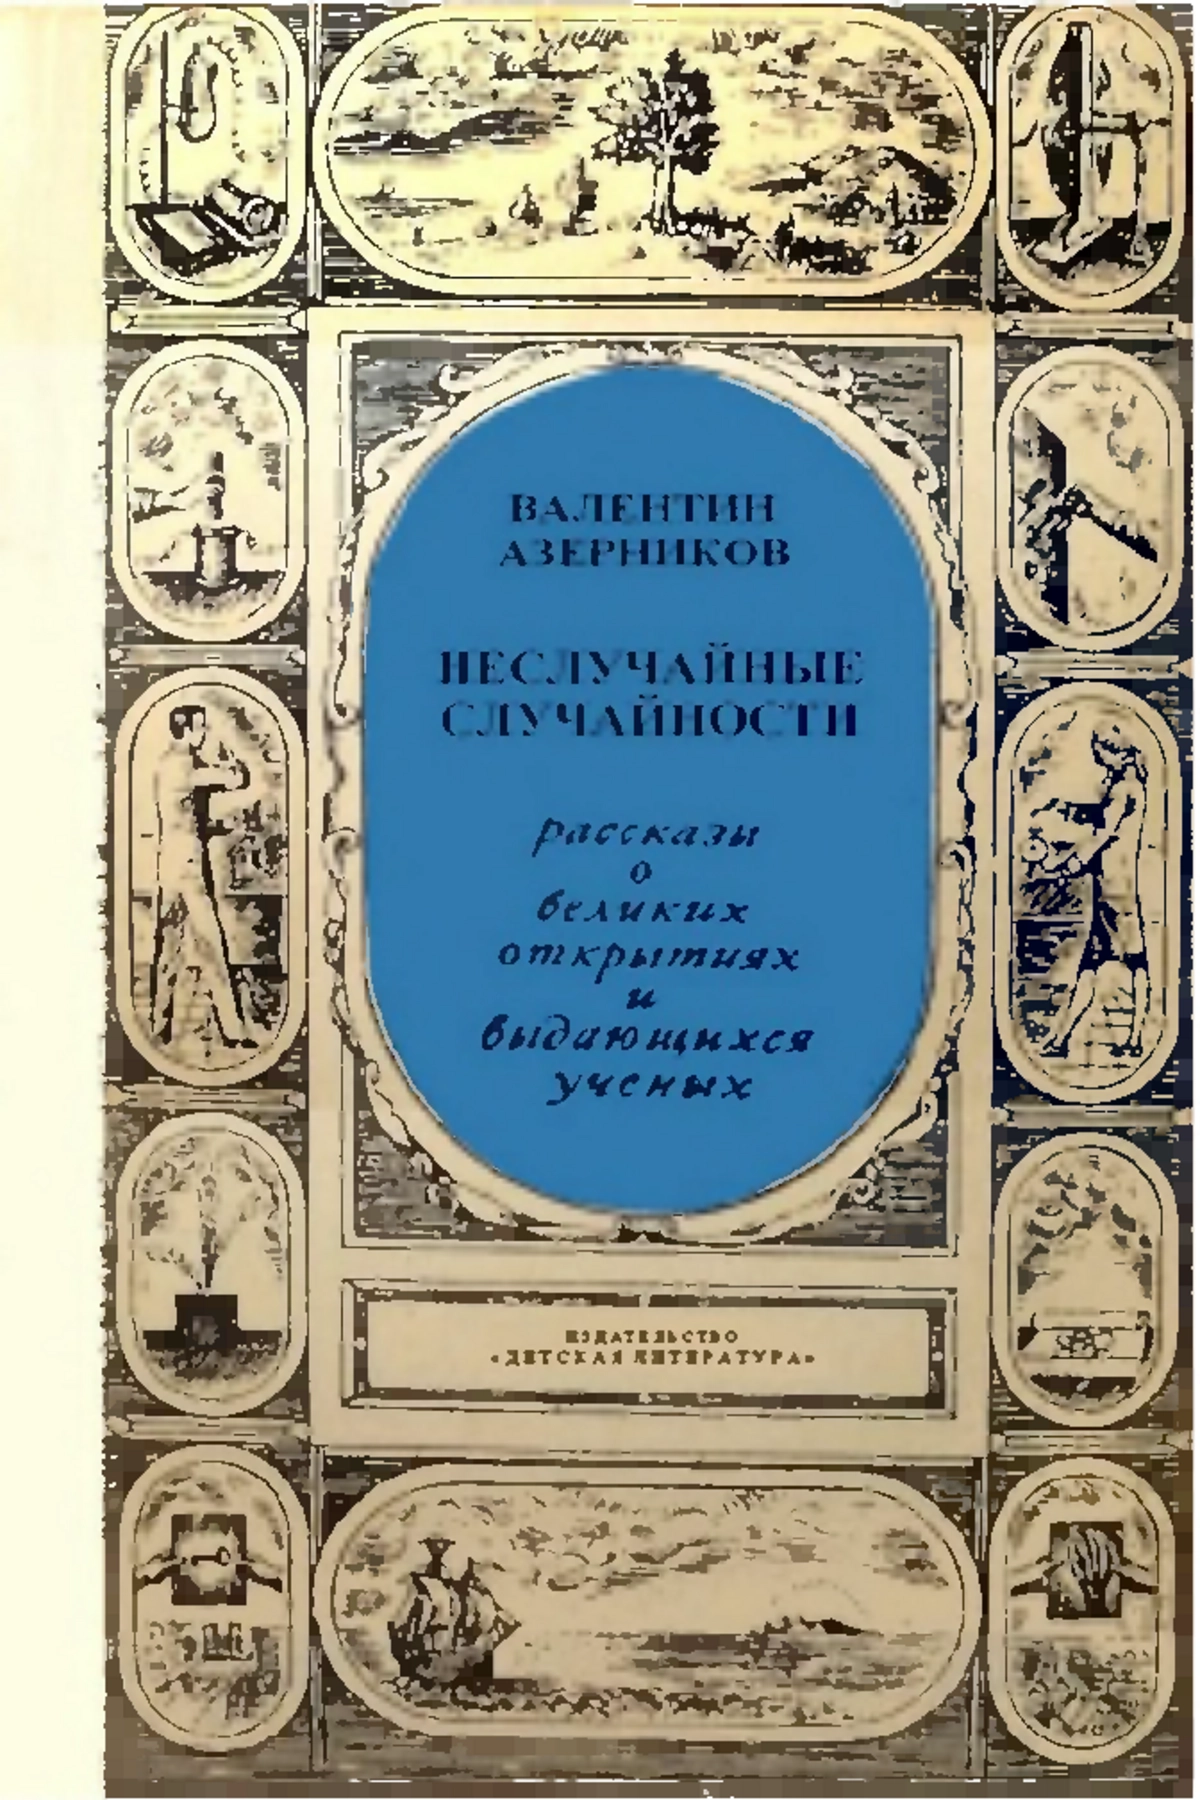 ВАЛЕНТИН
АЗЕРНИКОВ
НЕСЛУЧАЙНЫЕ
СЛУЧАЙНОСТИ
рассказы
о
великих
открытиях
и
выдающихся
ученых
ИЗДАТЕЛЬСТВО
«ДЕТСКАЯ ЛИТЕРАТУРА»